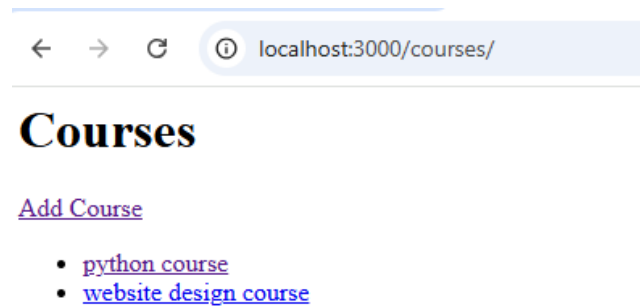 localhost:3000/courses/
Courses
Add Course
python course
website design course